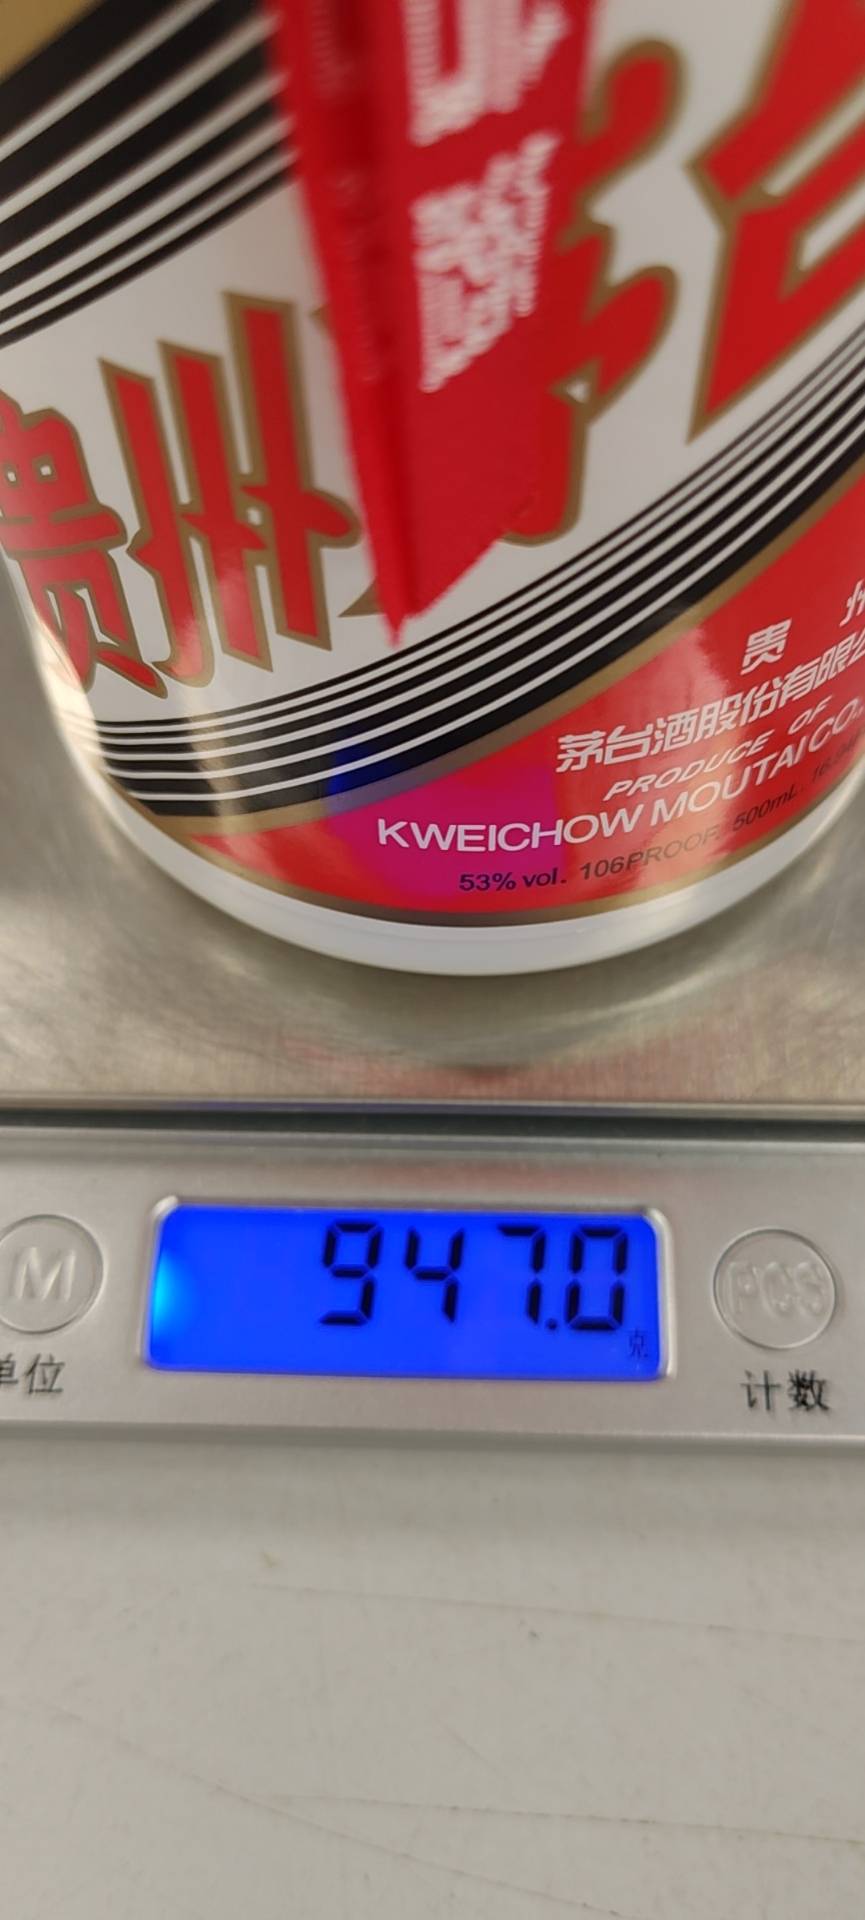 贵州
贵 州
茅台酒股份有限
PRODUCE OF
KWEICHOW MOUTAI CO
53% vol. 106PROOF. 500mL.
947.0
克
M
PCS
单位
计数